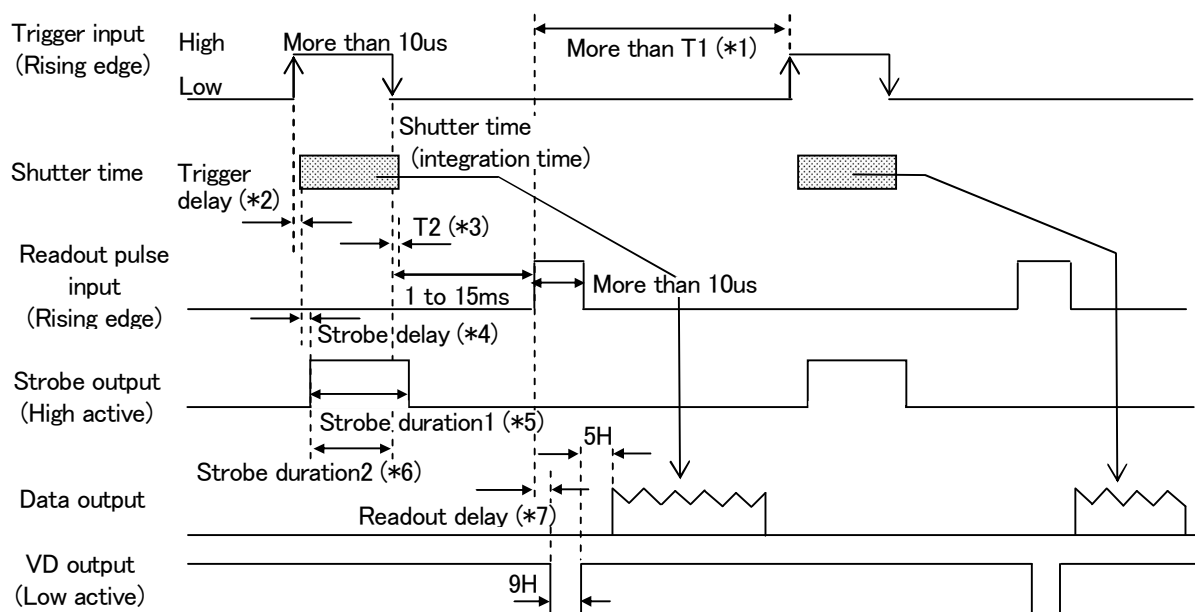 Trigger input
(Rising edge)
High
Low
More than 10us
More than T1 (*1)
Shutter time
(integration time)
Shutter time
Trigger
delay (*2)
T2 (*3)
Readout pulse
input
(Rising edge)
1 to 15ms
More than 10us
Strobe delay (*4)
Strobe output
(High active)
Strobe duration1 (*5)
5H
Strobe duration2 (*6)
Data output
Readout delay (*7)
VD output
(Low active)
9H